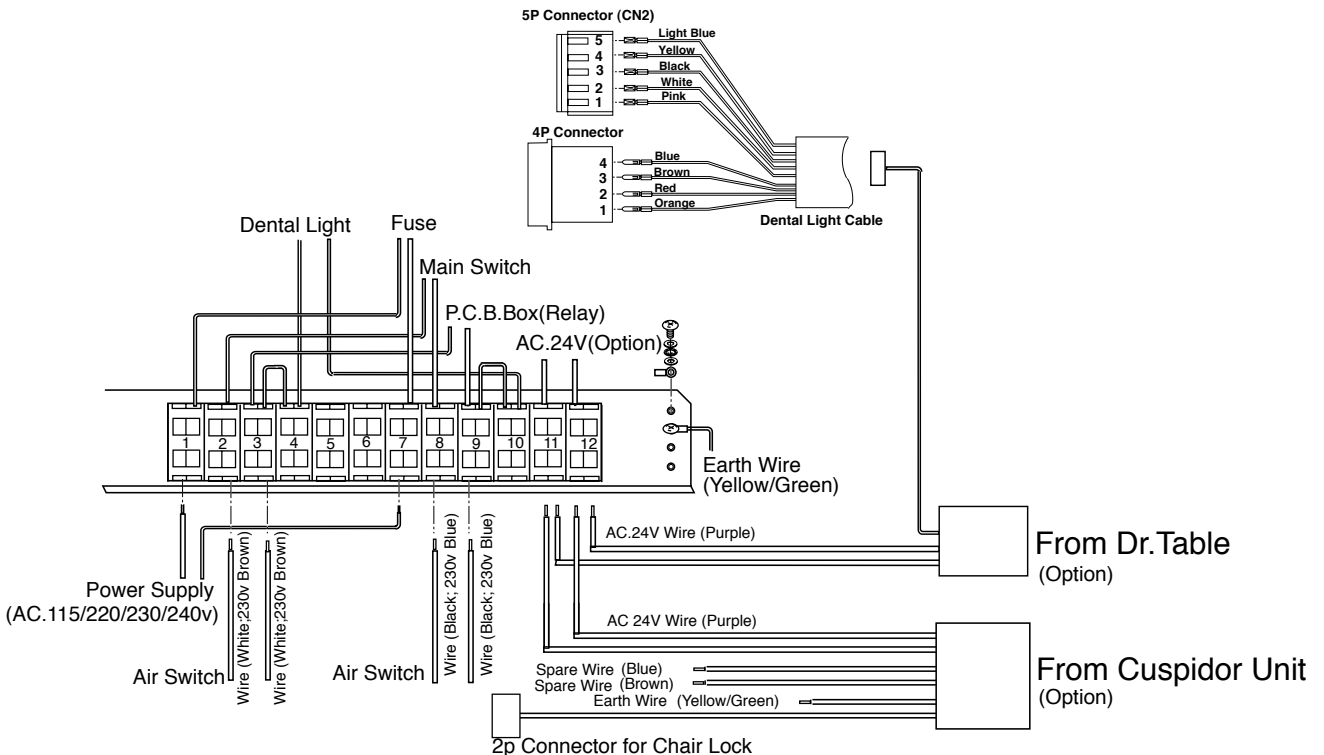 5P Connector (CN2)
5
4
3
2
1
Light Blue
Yellow
Black
White
Pink
4P Connector
4
3
2
1
Blue
Brown
Red
Orange
Dental Light Cable
Dental Light
Fuse
Main Switch
P.C.B.Box(Relay)
AC.24V(Option)
1
2
3
4
5
6
7
8
9
10
11
12
Earth Wire
(Yellow/Green)
Power Supply
(AC.115/220/230/240v)
Air Switch
Wire (White;230v Brown)
Wire (White;230v Brown)
Air Switch
Wire (Black; 230v Blue)
Wire (Black; 230v Blue)
AC.24V Wire (Purple)
From Dr.Table
(Option)
AC 24V Wire (Purple)
Spare Wire (Blue)
Spare Wire (Brown)
Earth Wire (Yellow/Green)
From Cuspidor Unit
(Option)
2p Connector for Chair Lock